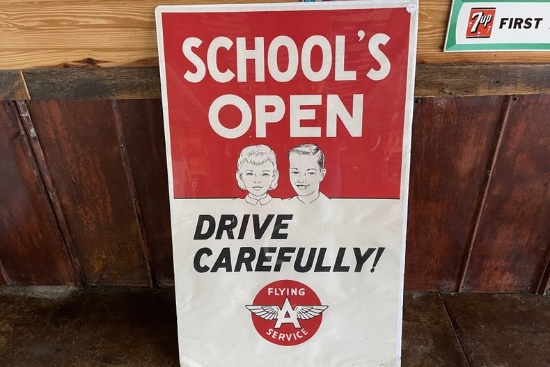 SCHOOL'S
OPEN
DRIVE
CAREFULLY!
FLYING
A
SERVICE
7up FIRST